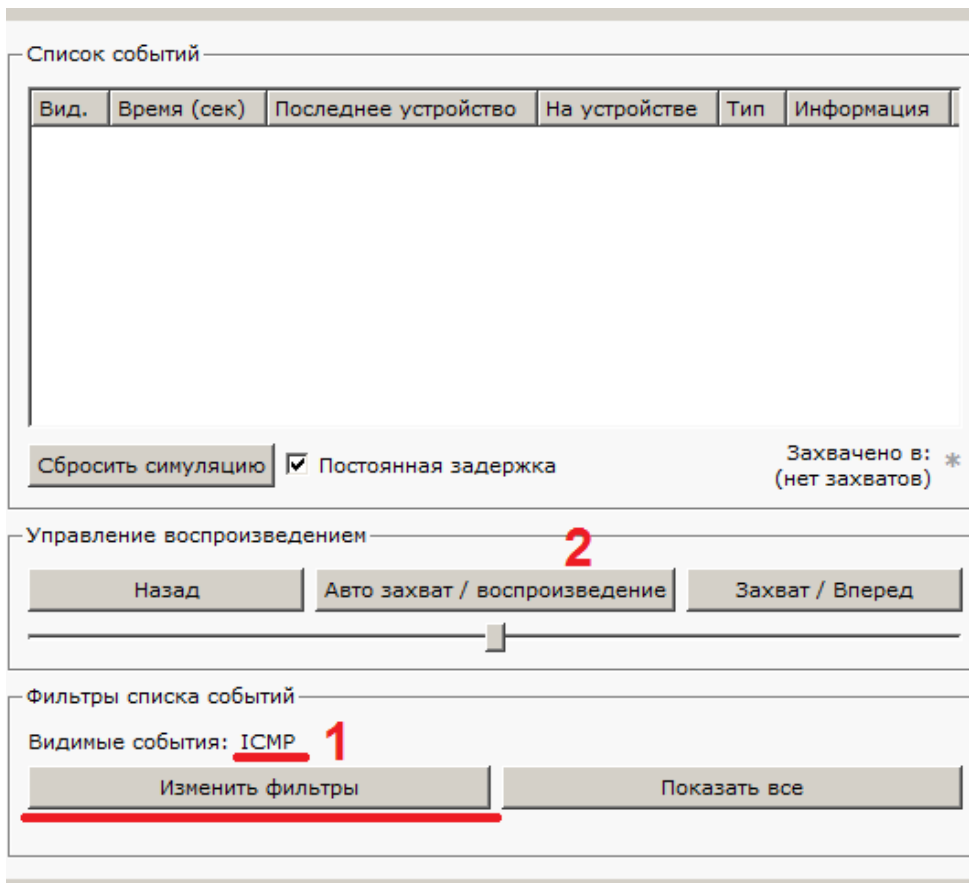 Список событий
Вид. Время (сек) Последнее устройство На устройстве Тип Информация
Сбросить симуляцию Постоянная задержка Захвачено в: *
(нет захватов)
Управление воспроизведением
2
Назад Авто захват / воспроизведение Захват / Вперед
Фильтры списка событий
Видимые события: ICMP 1
Изменить фильтры Показать все